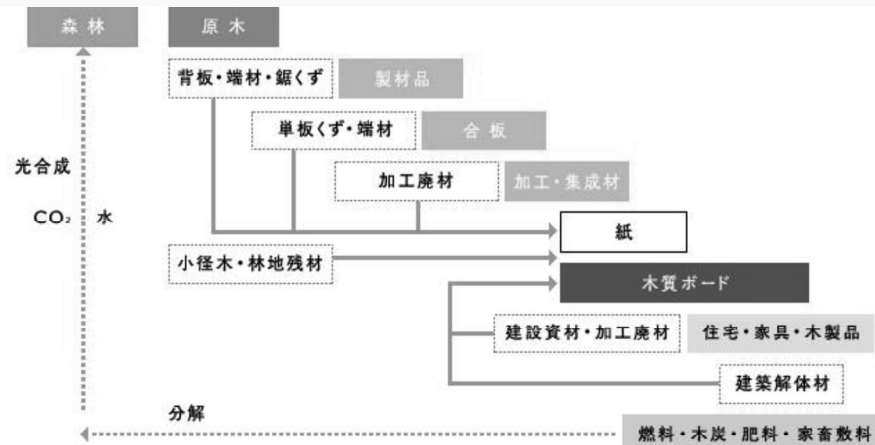 森林
原木
背板・端材・鋸くず
製材品
単板くず・端材
合板
光合成
加工廃材
加工・集成材
CO₂
水
紙
小径木・林地残材
木質ボード
建設資材・加工廃材
住宅・家具・木製品
建築解体材
分解
燃料・木炭・肥料・家畜敷料